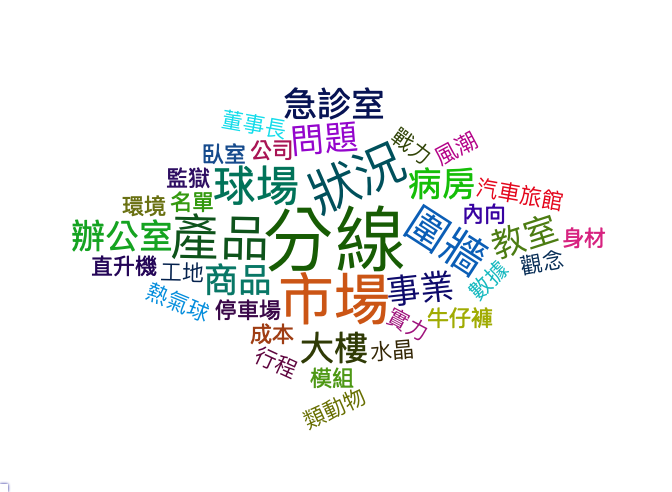 急診室
董事長
問題
戰力
風潮
臥室
公司
狀況
監獄
球場
病房
汽車旅館
環境
名單
內向
辦公室
產品
分線
圍牆
教室
身材
直升機
工地
商品
市場
事業
數據
觀念
熱氣球
停車場
實力
牛仔褲
成本
大樓
水晶
行程
模組
類動物